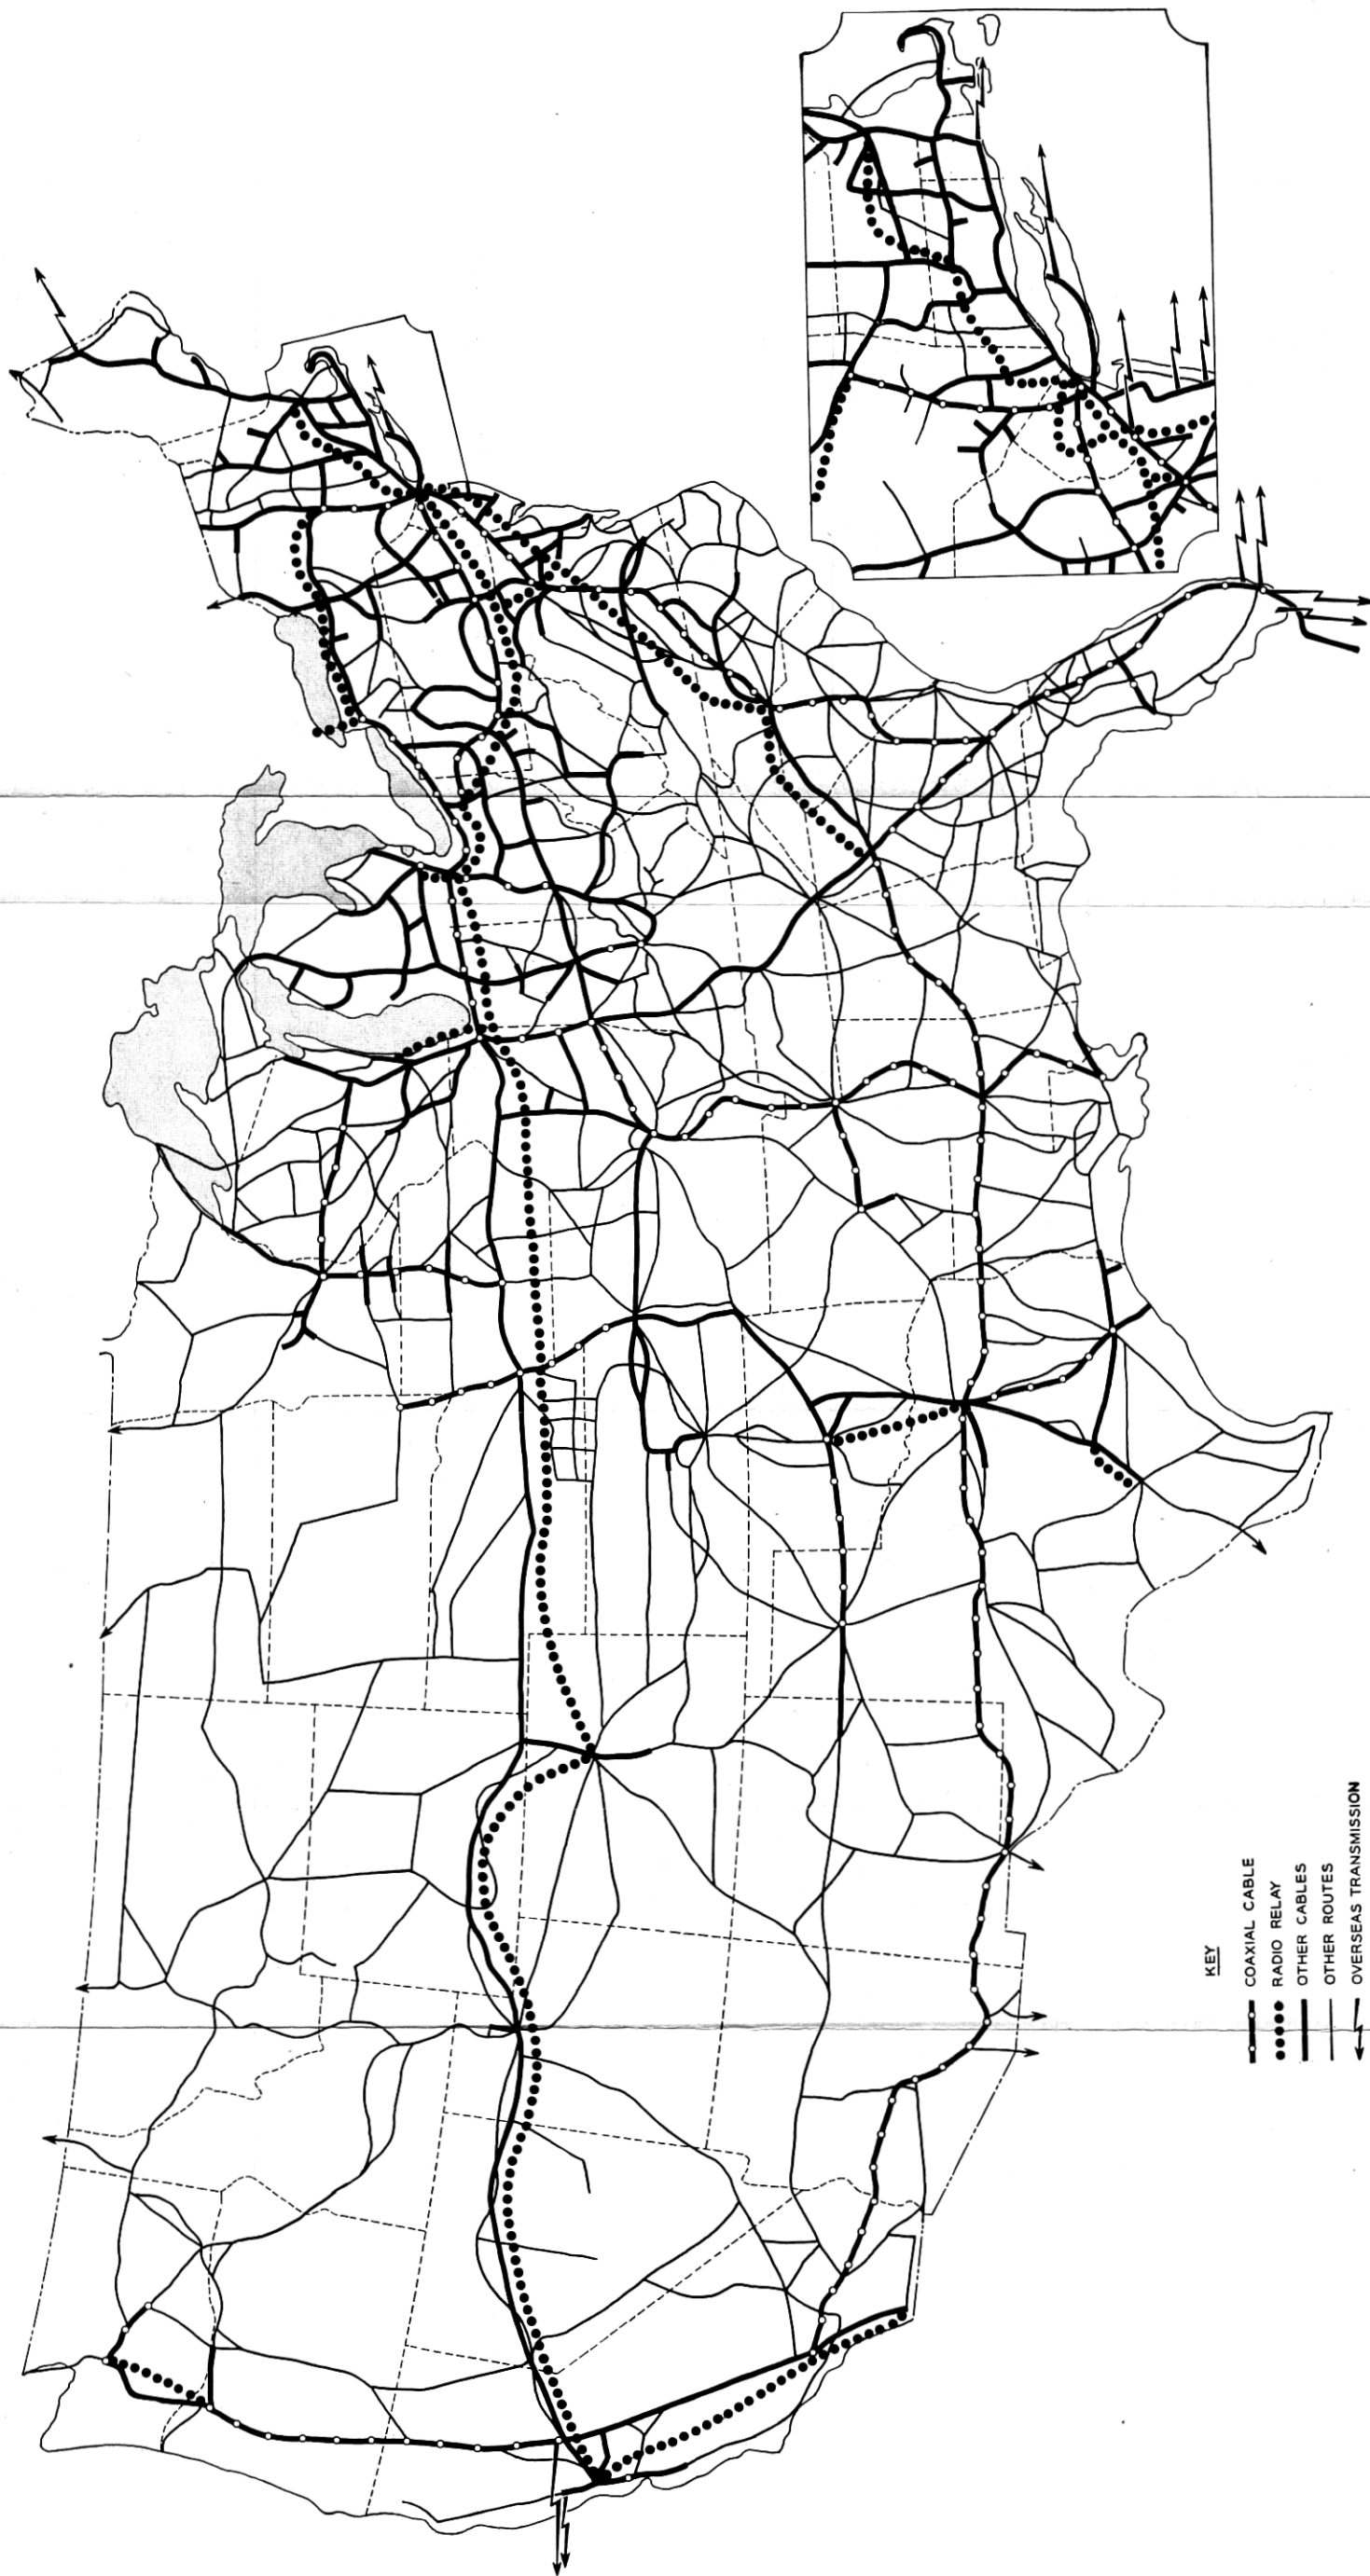 KEY
COAXIAL CABLE
RADIO RELAY
OTHER CABLES
OTHER ROUTES
OVERSEAS TRANSMISSION